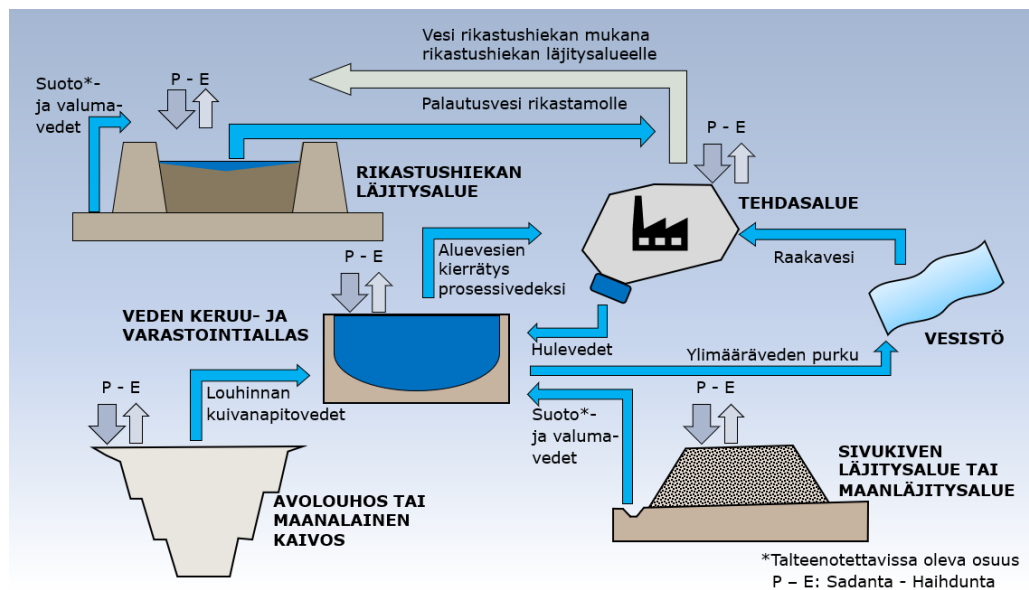 Vesi rikastushiekan mukana
rikastushiekan läjitysalueelle
Suoto*-
ja valuma-
vedet
P - E
Palautusvesi rikastamolle
P - E
RIKASTUSHIEKAN
LÄJITYSALUE
TEHDASALUE
Aluevesien
kierrätys
prosessivedeksi
P - E
Raakavesi
VEDEN KERUU- JA
VARASTOINTIALLAS
VESISTÖ
Hulevedet
Ylimääräveden purku
P - E
Louhinnan
kuivanapitovedet
P - E
Suoto*-
ja valuma-
vedet
SIVUKIVEN
LÄJITYSALUE TAI
MAANLÄJITYSALUE
AVOLOUHOS TAI
MAANALAINEN
KAIVOS
*Talteenotettavissa oleva osuus
P – E: Sadanta - Haihdunta